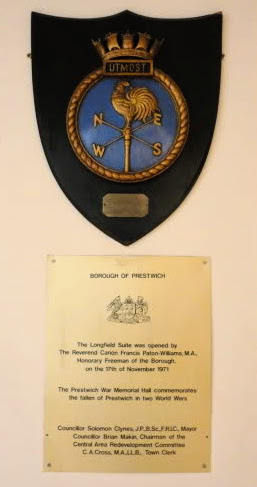 UTMOST
N E
W S
BOROUGH OF PRESTWICH
The Longfield Suite was opened by
The Reverend Canon Francis Paton-Williams, M.A.,
Honorary Freeman of the Borough,
on the 17th of November 1971
The Prestwich War Memorial Hall commemorates
the fallen of Prestwich in two World Wars
Councillor Solomon Clynes, J.P., B.Sc., F.R.I.C., Mayor
Councillor Brian Makin, Chairman of the
Central Area Redevelopment Committee
C.A.Cross, M.A., LL.B., Town Clerk